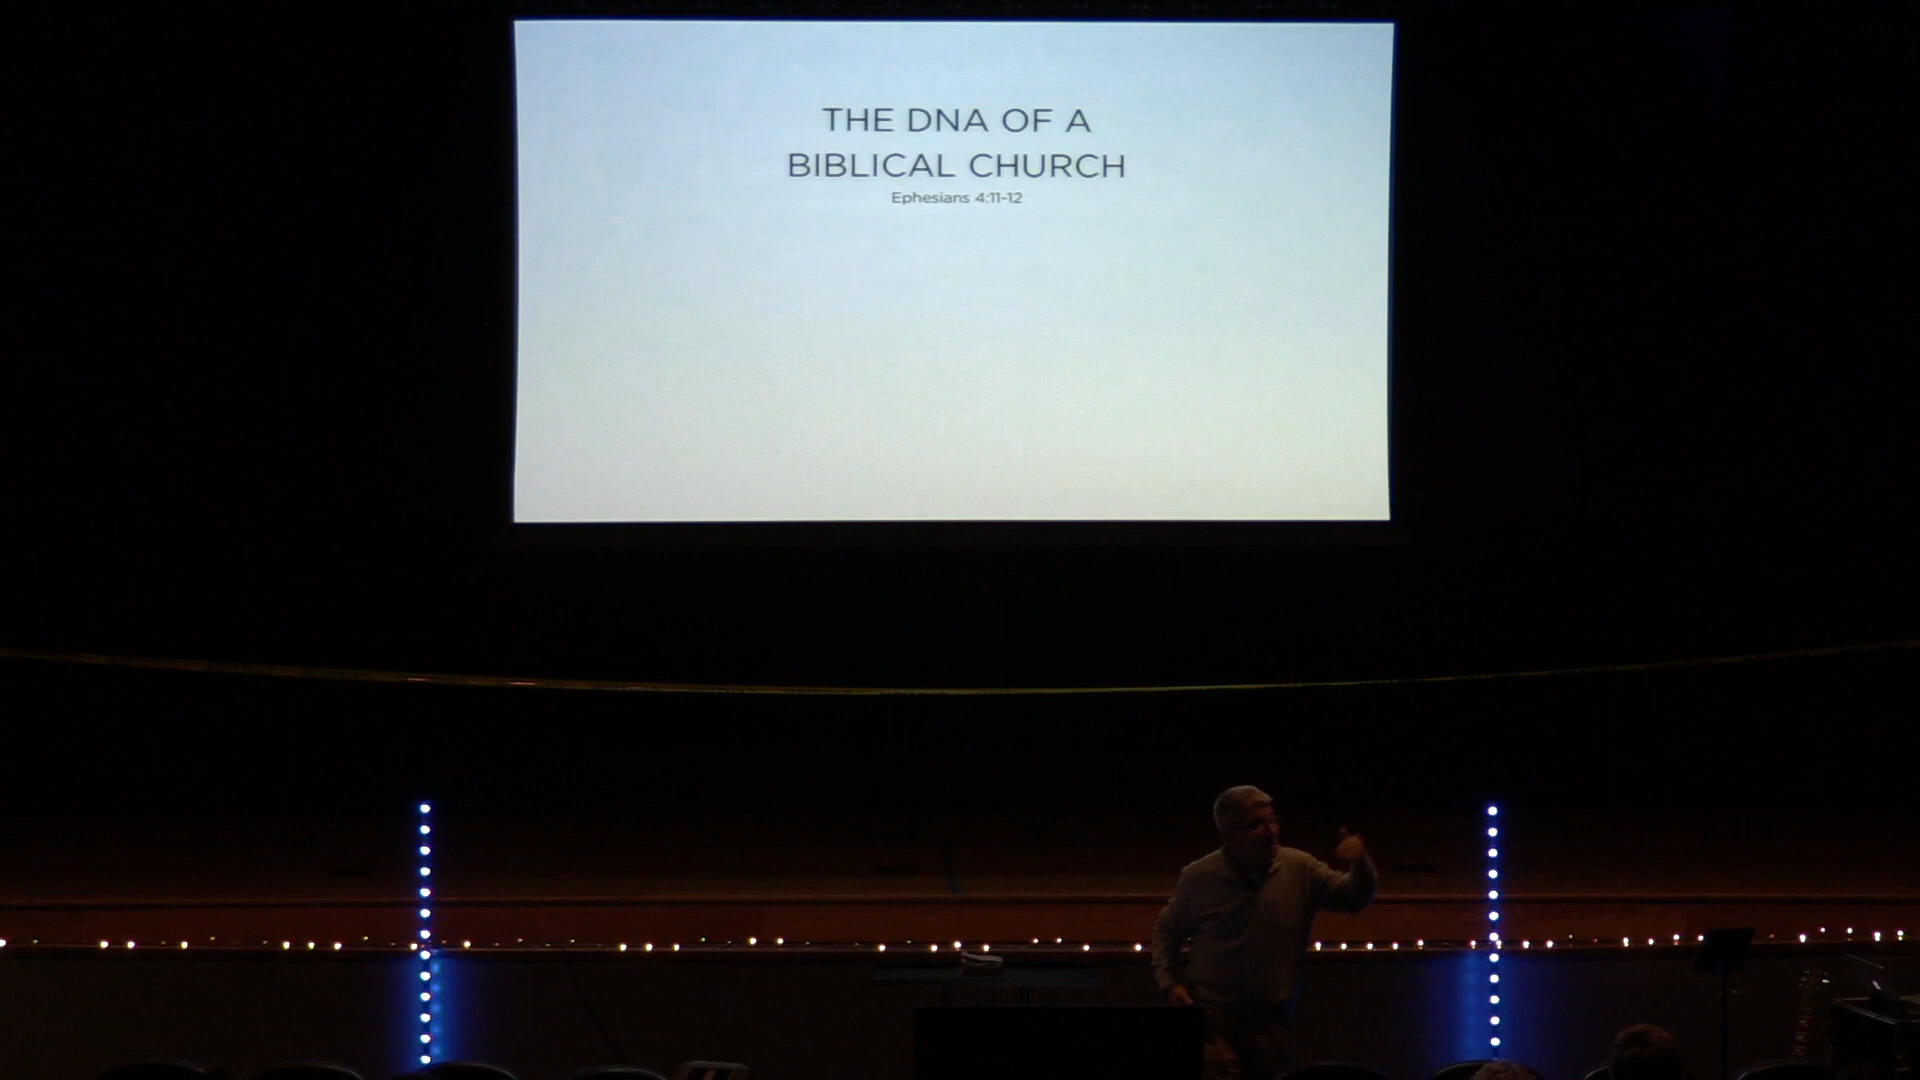 THE DNA OF A
BIBLICAL CHURCH
Ephesians 4:11-12